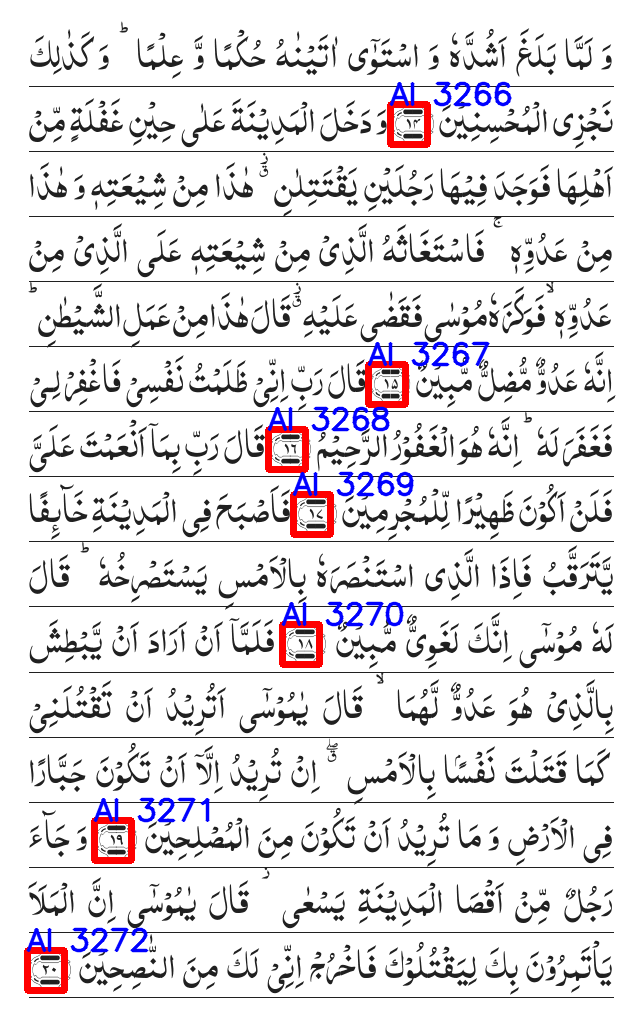 وَ لَمَّا بَلَغَ اَشُدَّهٗ وَ اسْتَوٰۤى اٰتَيْنٰهُ حُكْمًا وَّ عِلْمًا ؕ وَ كَذٰلِكَ
AI 3266
نَجْزِى الْمُحْسِنِيْنَ ۝۱۴ وَ دَخَلَ الْمَدِيْنَةَ عَلٰى حِيْنِ غَفْلَةٍ مِّنْ
اَهْلِهَا فَوَجَدَ فِيْهَا رَجُلَيْنِ يَقْتَتِلٰنِ ؗۗ هٰذَا مِنْ شِيْعَتِهٖ وَ هٰذَا
مِنْ عَدُوِّهٖ ۚ فَاسْتَغَاثَهُ الَّذِىْ مِنْ شِيْعَتِهٖ عَلَى الَّذِىْ مِنْ
عَدُوِّهٖ ۙ فَوَكَزَهٗ مُوْسٰى فَقَضٰى عَلَيْهِ ؗۗ قَالَ هٰذَا مِنْ عَمَلِ الشَّيْطٰنِ ؕ
AI 3267
اِنَّهٗ عَدُوٌّ مُّضِلٌّ مُّبِيْنٌ ۝۱۵ قَالَ رَبِّ اِنِّىْ ظَلَمْتُ نَفْسِىْ فَاغْفِرْ لِىْ
AI 3268
فَغَفَرَ لَهٗ ؕ اِنَّهٗ هُوَ الْغَفُوْرُ الرَّحِيْمُ ۝۱۶ قَالَ رَبِّ بِمَاۤ اَنْعَمْتَ عَلَىَّ
AI 3269
فَلَنْ اَكُوْنَ ظَهِيْرًا لِّلْمُجْرِمِيْنَ ۝۱۷ فَاَصْبَحَ فِى الْمَدِيْنَةِ خَآىِٕفًا
يَّتَرَقَّبُ فَاِذَا الَّذِى اسْتَنْصَرَهٗ بِالْاَمْسِ يَسْتَصْرِخُهٗ ؕ قَالَ
AI 3270
لَهٗ مُوْسٰۤى اِنَّكَ لَغَوِىٌّ مُّبِيْنٌ ۝۱۸ فَلَمَّاۤ اَنْ اَرَادَ اَنْ يَّبْطِشَ
بِالَّذِىْ هُوَ عَدُوٌّ لَّهُمَا ۙ قَالَ يٰمُوْسٰۤى اَتُرِيْدُ اَنْ تَقْتُلَنِىْ
كَمَا قَتَلْتَ نَفْسًۢا بِالْاَمْسِ ۗۖ اِنْ تُرِيْدُ اِلَّاۤ اَنْ تَكُوْنَ جَبَّارًا
AI 3271
فِى الْاَرْضِ وَ مَا تُرِيْدُ اَنْ تَكُوْنَ مِنَ الْمُصْلِحِيْنَ ۝۱۹ وَ جَآءَ
رَجُلٌ مِّنْ اَقْصَا الْمَدِيْنَةِ يَسْعٰى ؗ قَالَ يٰمُوْسٰۤى اِنَّ الْمَلَاَ
AI 3272
يَاْتَمِرُوْنَ بِكَ لِيَقْتُلُوْكَ فَاخْرُجْ اِنِّىْ لَكَ مِنَ النّٰصِحِيْنَ ۝۲۰